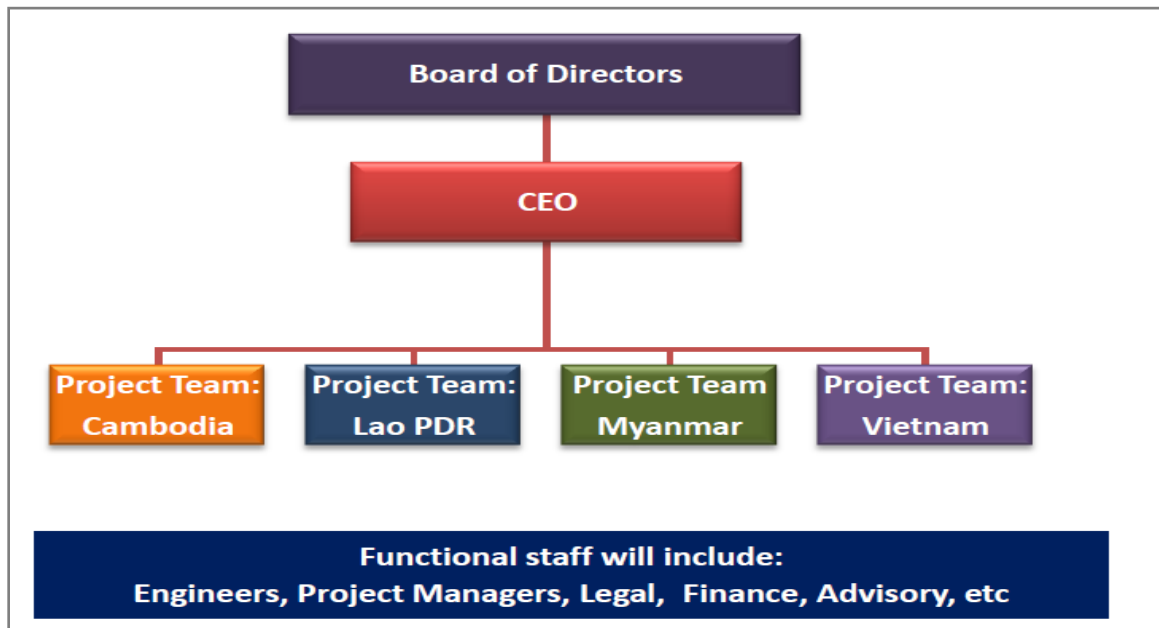 Board of Directors
CEO
Project Team:
Cambodia
Project Team:
Lao PDR
Project Team
Myanmar
Project Team:
Vietnam
Functional staff will include:
Engineers, Project Managers, Legal,  Finance, Advisory, etc